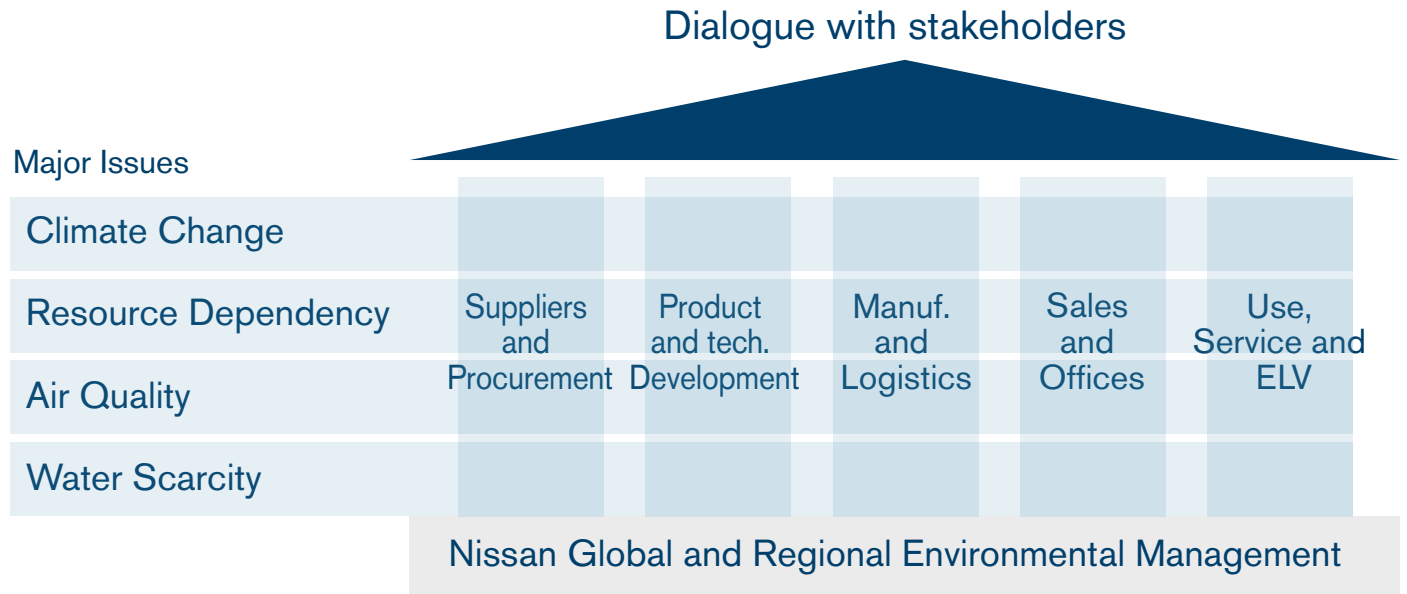 Dialogue with stakeholders
Major Issues
Climate Change
Resource Dependency
Air Quality
Water Scarcity
Suppliers
and
Procurement
Product
and tech.
Development
Manuf.
and
Logistics
Sales
and
Offices
Use,
Service and
ELV
Nissan Global and Regional Environmental Management